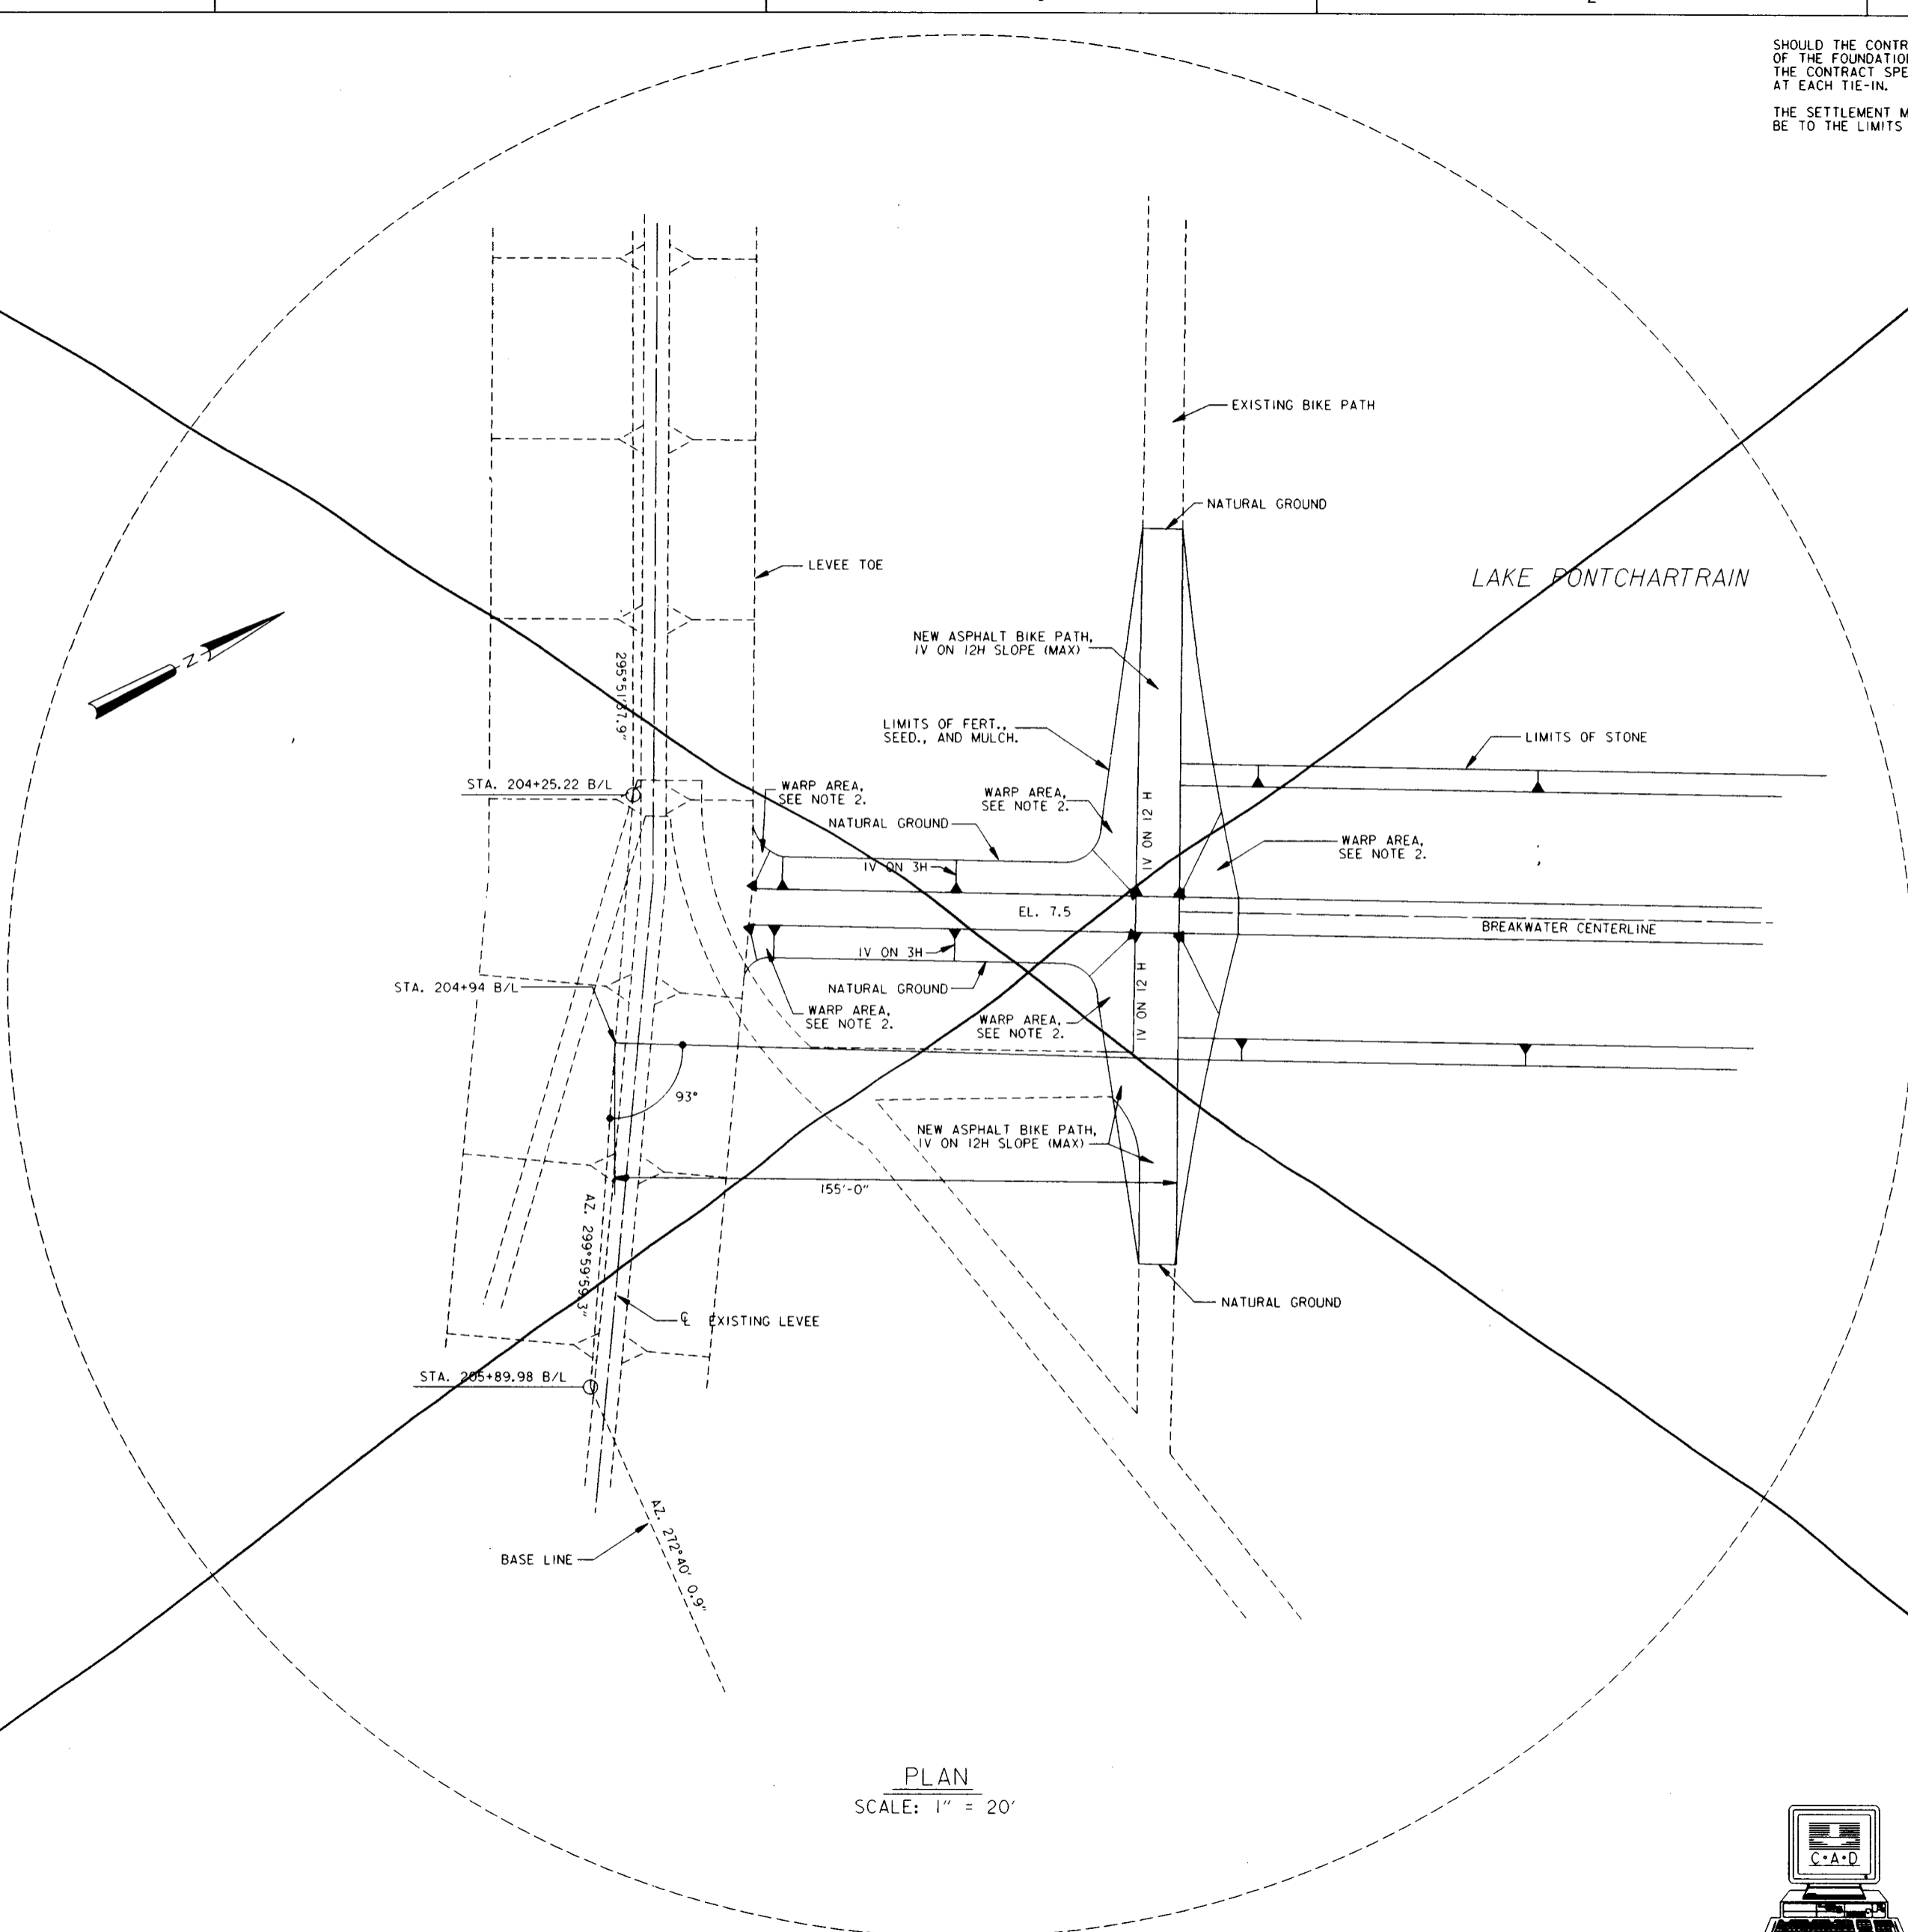 SHOULD THE CONTR
OF THE FOUNDATION
THE CONTRACT SPE
AT EACH TIE-IN.
THE SETTLEMENT M
BE TO THE LIMITS
EXISTING BIKE PATH
NATURAL GROUND
LEVEE TOE
LAKE PONTCHARTRAIN
N
NEW ASPHALT BIKE PATH,
1V ON 12H SLOPE (MAX)
295°51'37.9"
LIMITS OF FERT.,
SEED., AND MULCH.
LIMITS OF STONE
STA. 204+25.22 B/L
WARP AREA,
SEE NOTE 2.
WARP AREA,
SEE NOTE 2.
NATURAL GROUND
1V ON 12 H
WARP AREA,
SEE NOTE 2.
1V ON 3H
EL. 7.5
BREAKWATER CENTERLINE
1V ON 3H
STA. 204+94 B/L
NATURAL GROUND
1V ON 12 H
WARP AREA,
SEE NOTE 2.
WARP AREA,
SEE NOTE 2.
93°
NEW ASPHALT BIKE PATH,
1V ON 12H SLOPE (MAX)
155'-0"
AZ. 299°59'59.3"
NATURAL GROUND
℄ EXISTING LEVEE
STA. 205+89.98 B/L
AZ. 272°40' 0.9"
BASE LINE
PLAN
SCALE: 1" = 20'
C•A•D